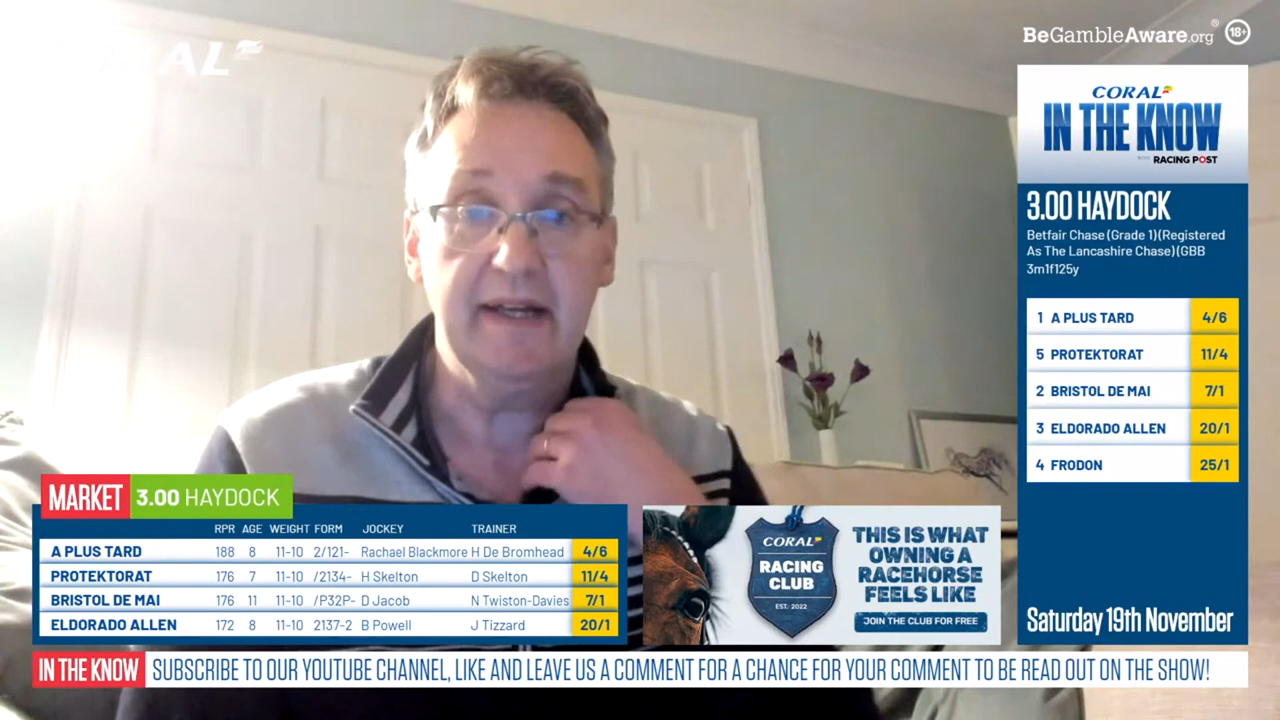 RAL
BeGambleAware.org® 18+
CORAL
IN THE KNOW
WITH RACING POST
3.00 HAYDOCK
Betfair Chase (Grade 1) (Registered
As The Lancashire Chase) (GBB
3m1f125y
1 A PLUS TARD 4/6
5 PROTEKTORAT 11/4
2 BRISTOL DE MAI 7/1
3 ELDORADO ALLEN 20/1
4 FRODON 25/1
Saturday 19th November
MARKET 3.00 HAYDOCK
RPR AGE WEIGHT FORM JOCKEY TRAINER
A PLUS TARD 188 8 11-10 2/121- Rachael Blackmore H De Bromhead 4/6
PROTEKTORAT 176 7 11-10 /2134- H Skelton D Skelton 11/4
BRISTOL DE MAI 176 11 11-10 /P32P- D Jacob N Twiston-Davies 7/1
ELDORADO ALLEN 172 8 11-10 2137-2 B Powell J Tizzard 20/1
CORAL
RACING
CLUB
EST. 2022
THIS IS WHAT
OWNING A
RACEHORSE
FEELS LIKE
JOIN THE CLUB FOR FREE
IN THE KNOW SUBSCRIBE TO OUR YOUTUBE CHANNEL, LIKE AND LEAVE US A COMMENT FOR A CHANCE FOR YOUR COMMENT TO BE READ OUT ON THE SHOW!